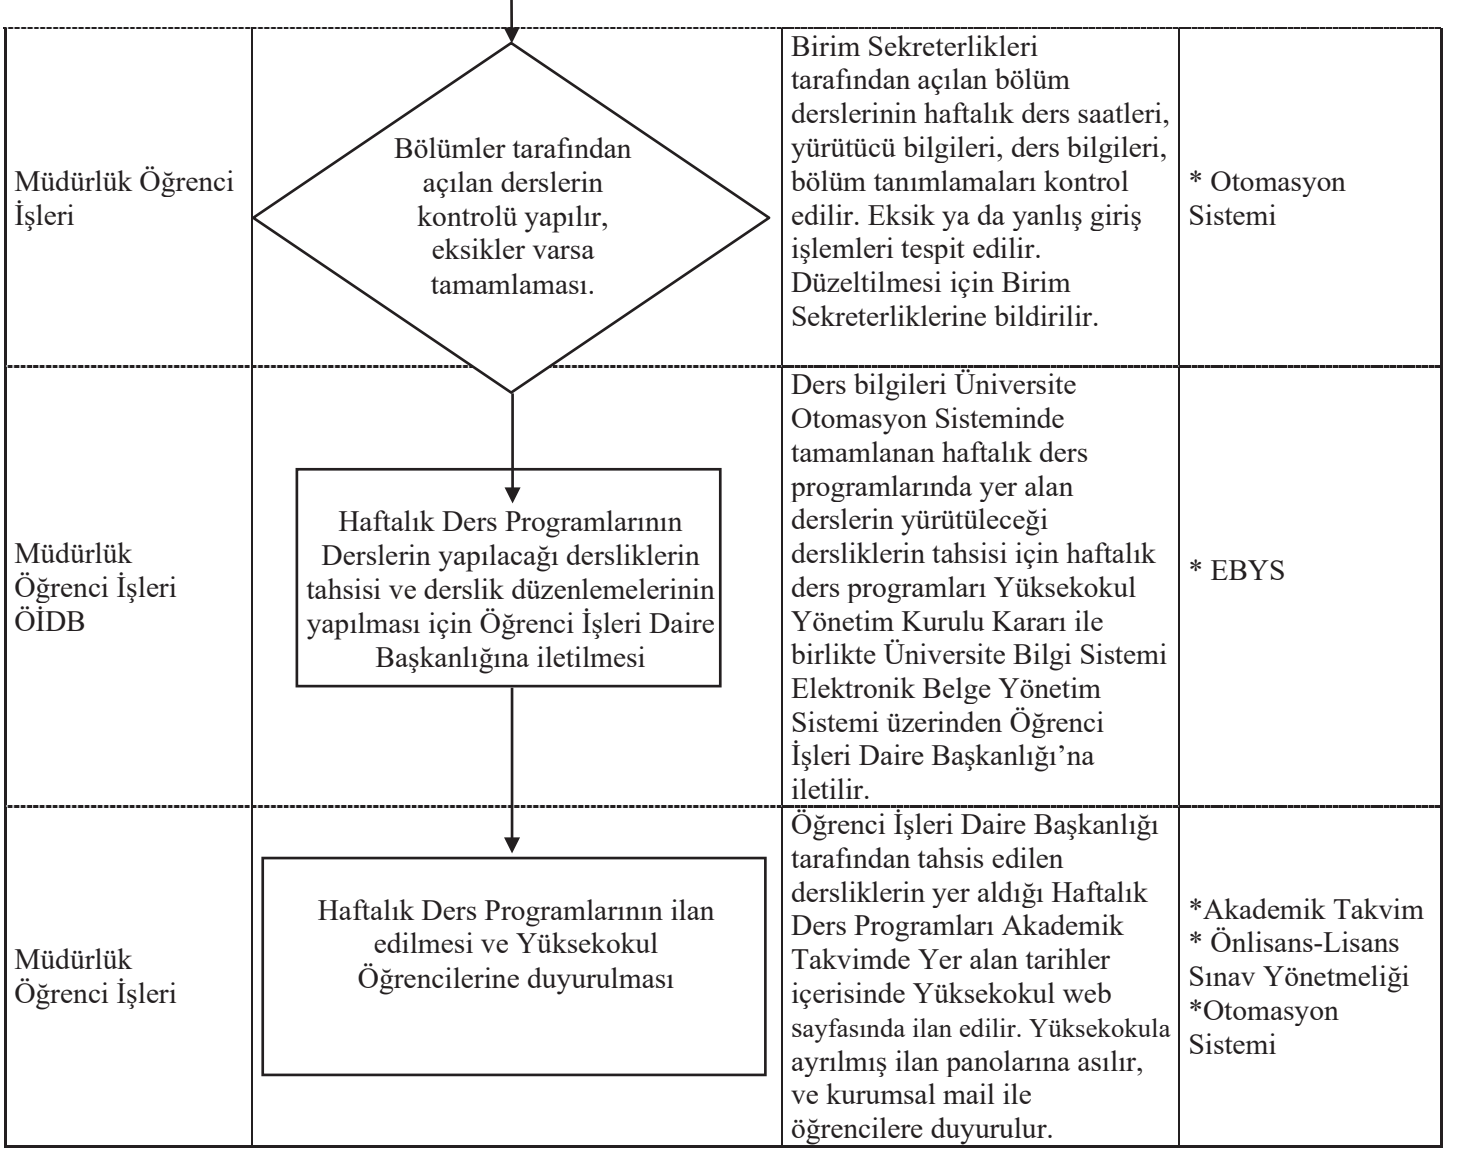 Müdürlük Öğrenci
İşleri
Bölümler tarafından
açılan derslerin
kontrolü yapılır,
eksikler varsa
tamamlaması.
Birim Sekreterlikleri
tarafından açılan bölüm
derslerinin haftalık ders saatleri,
yürütücü bilgileri, ders bilgileri,
bölüm tanımlamaları kontrol
edilir. Eksik ya da yanlış giriş
işlemleri tespit edilir.
Düzeltilmesi için Birim
Sekreterliklerine bildirilir.
* Otomasyon
Sistemi
Müdürlük
Öğrenci İşleri
ÖİDB
Haftalık Ders Programlarının
Derslerin yapılacağı dersliklerin
tahsisi ve derslik düzenlemelerinin
yapılması için Öğrenci İşleri Daire
Başkanlığına iletilmesi
Ders bilgileri Üniversite
Otomasyon Sisteminde
tamamlanan haftalık ders
programlarında yer alan
derslerin yürütüleceği
dersliklerin tahsisi için haftalık
ders programları Yüksekokul
Yönetim Kurulu Kararı ile
birlikte Üniversite Bilgi Sistemi
Elektronik Belge Yönetim
Sistemi üzerinden Öğrenci
İşleri Daire Başkanlığı’na
iletilir.
* EBYS
Müdürlük
Öğrenci İşleri
Haftalık Ders Programlarının ilan
edilmesi ve Yüksekokul
Öğrencilerine duyurulması
Öğrenci İşleri Daire Başkanlığı
tarafından tahsis edilen
dersliklerin yer aldığı Haftalık
Ders Programları Akademik
Takvimde Yer alan tarihler
içerisinde Yüksekokul web
sayfasında ilan edilir. Yüksekokula
ayrılmış ilan panolarına asılır,
ve kurumsal mail ile
öğrencilere duyurulur.
*Akademik Takvim
* Önlisans-Lisans
Sınav Yönetmeliği
*Otomasyon
Sistemi